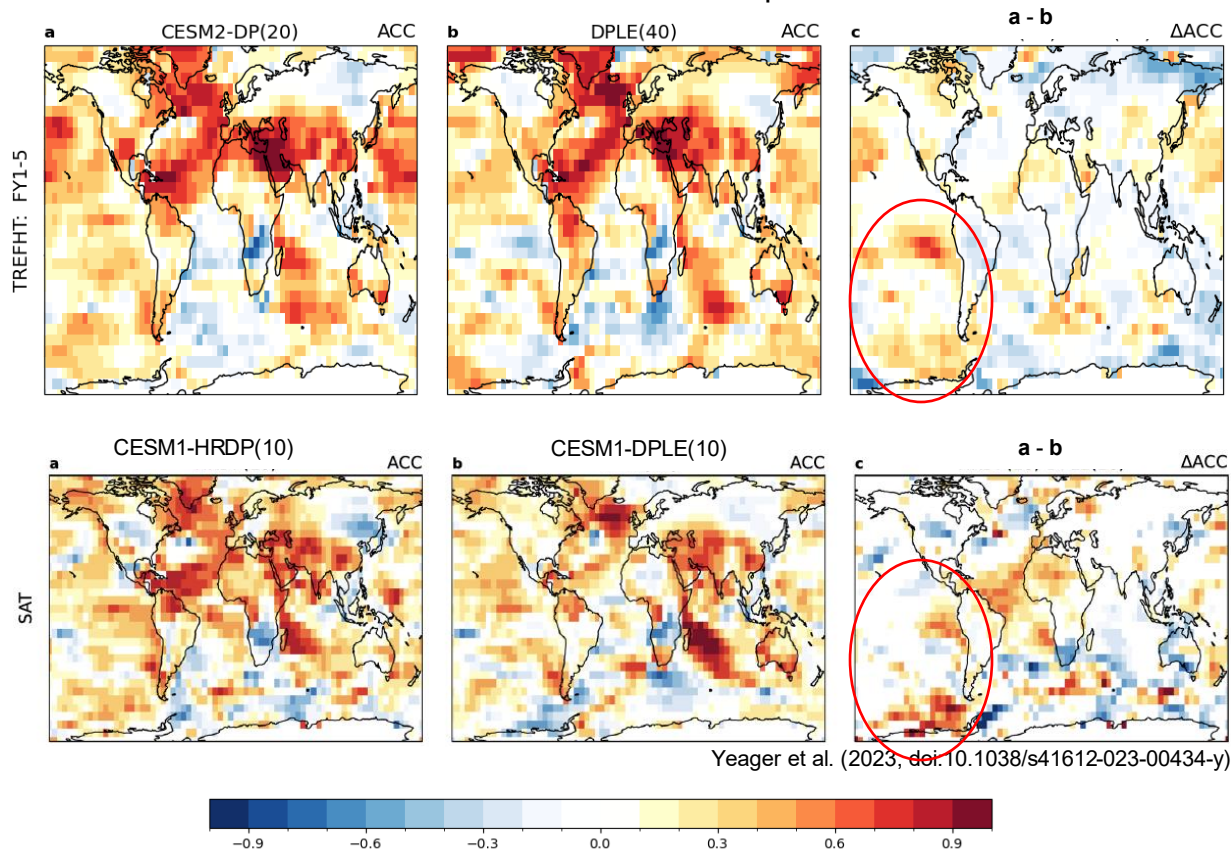 a CESM2-DP(20) ACC
b DPLE(40) ACC
a - b
c ΔACC
TREFHT: FY1-5
CESM1-HRDP(10)
a ACC
CESM1-DPLE(10)
b ACC
a - b
c ΔACC
SAT
Yeager et al. (2023, doi:10.1038/s41612-023-00434-y)
−0.9 −0.6 −0.3 0.0 0.3 0.6 0.9